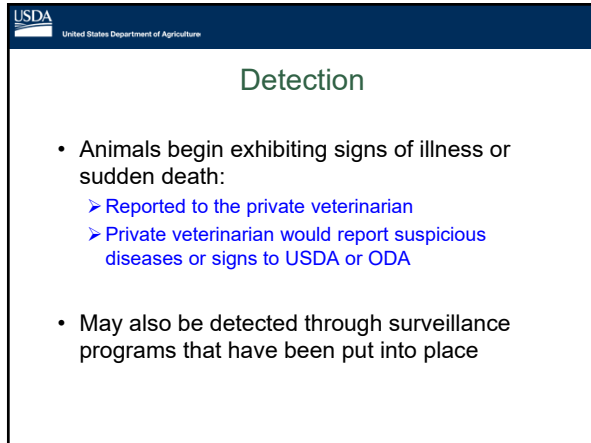 USDA
United States Department of Agriculture
Detection
• Animals begin exhibiting signs of illness or
sudden death:
➢ Reported to the private veterinarian
➢ Private veterinarian would report suspicious
diseases or signs to USDA or ODA
• May also be detected through surveillance
programs that have been put into place